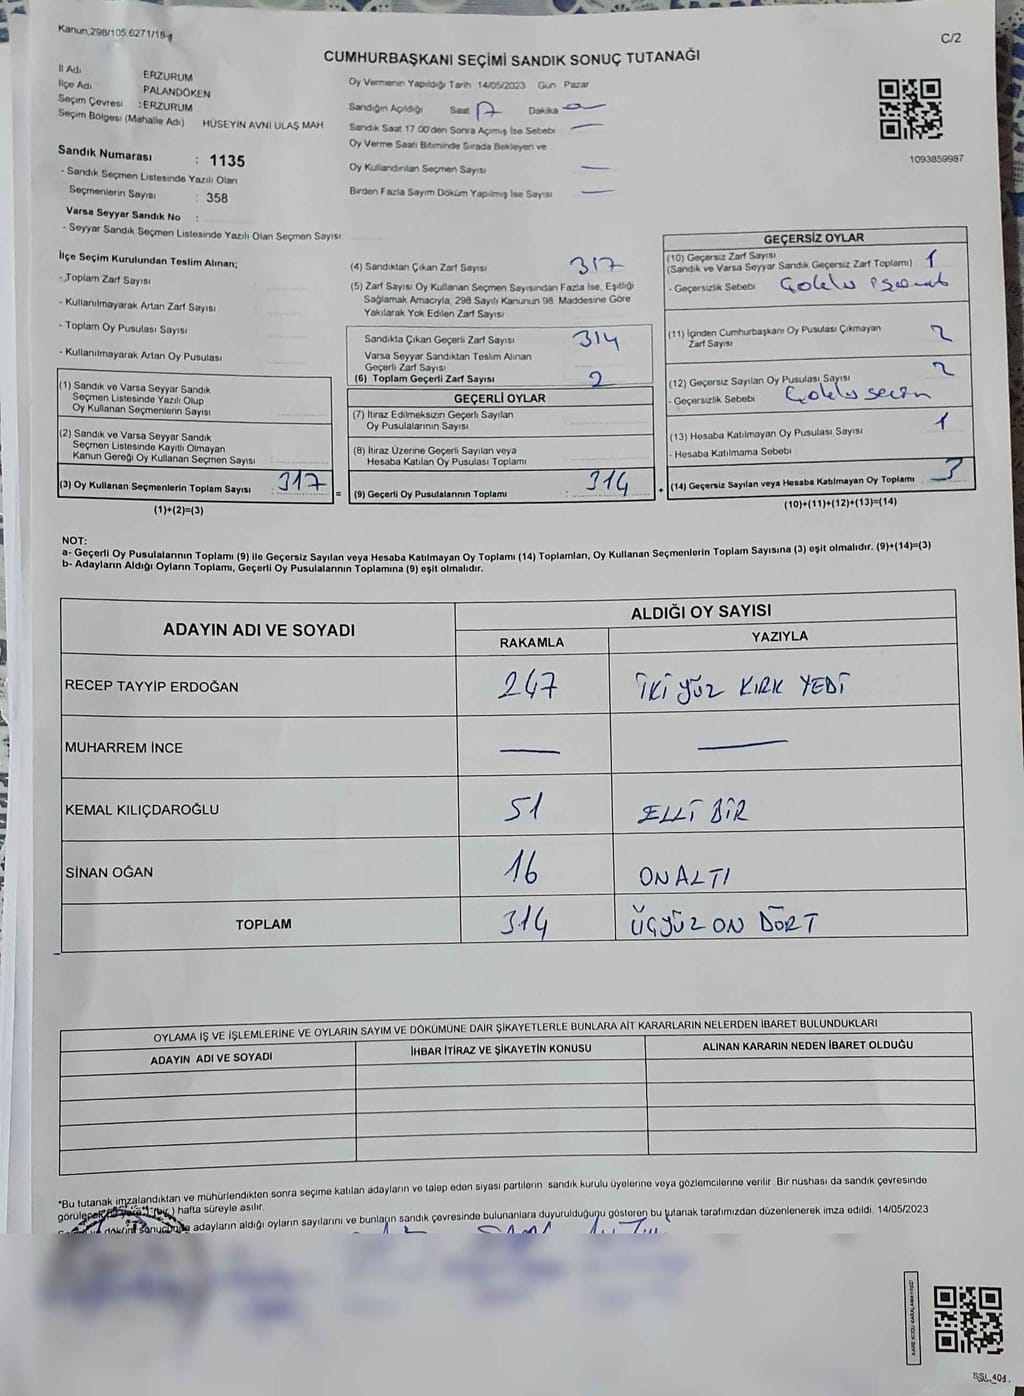 Kanun,298/105,6271/18-4
C/2
CUMHURBAŞKANI SEÇİMİ SANDIK SONUÇ TUTANAĞI
İl Adı ERZURUM
İlçe Adı PALANDÖKEN
Seçim Çevresi : ERZURUM
Seçim Bölgesi (Mahalle Adı) HÜSEYİN AVNİ ULAŞ MAH
Sandık Numarası : 1135
- Sandık Seçmen Listesinde Yazılı Olan
Seçmenlerin Sayısı : 358
Varsa Seyyar Sandık No :
- Seyyar Sandık Seçmen Listesinde Yazılı Olan Seçmen Sayısı
Oy Vermenin Yapıldığı Tarih 14/05/2023 Gün Pazar
Sandığın Açıldığı Saat 17 Dakika
Sandık Saat 17.00'den Sonra Açımış İse Sebebi —
Oy Verme Saati Bitiminde Sırada Bekleyen ve
Oy Kullandırılan Seçmen Sayısı —
Birden Fazla Sayım Döküm Yapılmış İse Sayısı —
1093859987
İlçe Seçim Kurulundan Teslim Alınan;
- Toplam Zarf Sayısı
- Kullanılmayarak Artan Zarf Sayısı
- Toplam Oy Pusulası Sayısı
- Kullanılmayarak Artan Oy Pusulası
(1) Sandık ve Varsa Seyyar Sandık
Seçmen Listesinde Yazılı Olup
Oy Kullanan Seçmenlerin Sayısı
(2) Sandık ve Varsa Seyyar Sandık
Seçmen Listesinde Kayıtlı Olmayan
Kanun Gereği Oy Kullanan Seçmen Sayısı :
(3) Oy Kullanan Seçmenlerin Toplam Sayısı : 317 =
(1)+(2)=(3)
(4) Sandıktan Çıkan Zarf Sayısı 317
(5) Zarf Sayısı Oy Kullanan Seçmen Sayısından Fazla İse, Eşitliği
Sağlamak Amacıyla; 298 Sayılı Kanunun 98. Maddesine Göre
Yakılarak Yok Edilen Zarf Sayısı
Sandıkta Çıkan Geçerli Zarf Sayısı 314
Varsa Seyyar Sandıktan Teslim Alınan
Geçerli Zarf Sayısı
(6) Toplam Geçerli Zarf Sayısı 2
GEÇERLİ OYLAR
(7) İtiraz Edilmeksizin Geçerli Sayılan
Oy Pusulalarının Sayısı
(8) İtiraz Üzerine Geçerli Sayılan veya
Hesaba Katılan Oy Pusulası Toplamı
(9) Geçerli Oy Pusulalarının Toplamı : 314 +
GEÇERSİZ OYLAR
(10) Geçersiz Zarf Sayısı 1
(Sandık ve Varsa Seyyar Sandık Geçersiz Zarf Toplamı)
- Geçersizlik Sebebi Çoklu
(11) İçinden Cumhurbaşkanı Oy Pusulası Çıkmayan
Zarf Sayısı 2
(12) Geçersiz Sayılan Oy Pusulası Sayısı 2
- Geçersizlik Sebebi Çoklu seçim
(13) Hesaba Katılmayan Oy Pusulası Sayısı 1
- Hesaba Katılmama Sebebi
(14) Geçersiz Sayılan veya Hesaba Katılmayan Oy Toplamı : 3
(10)+(11)+(12)+(13)=(14)
NOT:
a- Geçerli Oy Pusulalarının Toplamı (9) ile Geçersiz Sayılan veya Hesaba Katılmayan Oy Toplamı (14) Toplamları, Oy Kullanan Seçmenlerin Toplam Sayısına (3) eşit olmalıdır. (9)+(14)=(3)
b- Adayların Aldığı Oyların Toplamı, Geçerli Oy Pusulalarının Toplamına (9) eşit olmalıdır.
ADAYIN ADI VE SOYADI
ALDIĞI OY SAYISI
RAKAMLA YAZIYLA
RECEP TAYYİP ERDOĞAN 247 İKİ YÜZ KIRK YEDİ
MUHARREM İNCE — —
KEMAL KILIÇDAROĞLU 51 ELLİ BİR
SİNAN OĞAN 16 ON ALTI
TOPLAM 314 ÜÇYÜZ ON DÖRT
OYLAMA İŞ VE İŞLEMLERİNE VE OYLARIN SAYIM VE DÖKÜMÜNE DAİR ŞİKAYETLERLE BUNLARA AİT KARARLARIN NELERDEN İBARET BULUNDUKLARI
ADAYIN ADI VE SOYADI İHBAR İTİRAZ VE ŞİKAYETİN KONUSU ALINAN KARARIN NEDEN İBARET OLDUĞU
*Bu tutanak imzalandıktan ve mühürlendikten sonra seçime katılan adayların ve talep eden siyasi partilerin sandık kurulu üyelerine veya gözlemcilerine verilir. Bir nüshası da sandık çevresinde
görülecek bir yere 1 (bir) hafta süreyle asılır.
adayların aldığı oyların sayılarını ve bunların sandık çevresinde bulunanlara duyurulduğunu gösteren bu tutanak tarafımızdan düzenlenerek imza edildi. 14/05/2023